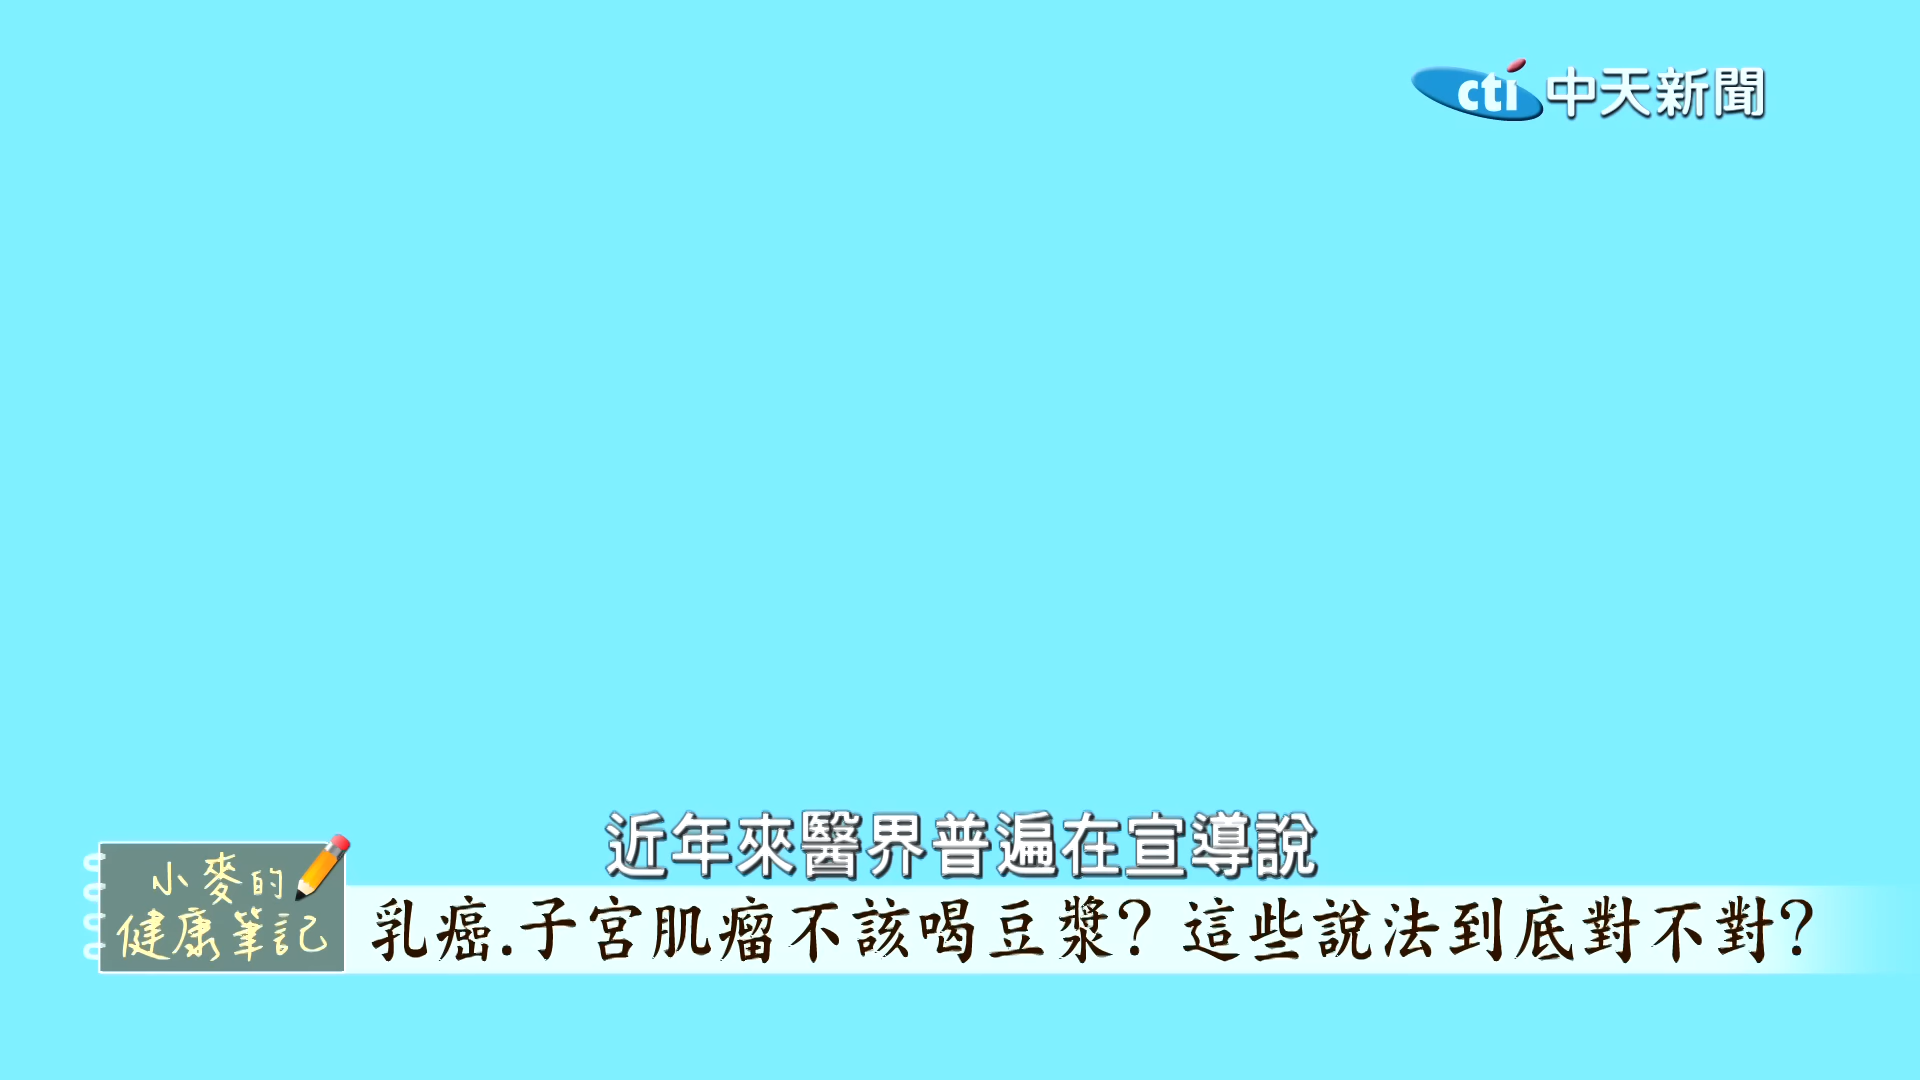 cti 中天新聞
近年來醫界普遍在宣導說
小麥的
健康筆記
乳癌.子宮肌瘤不該喝豆漿? 這些說法到底對不對?